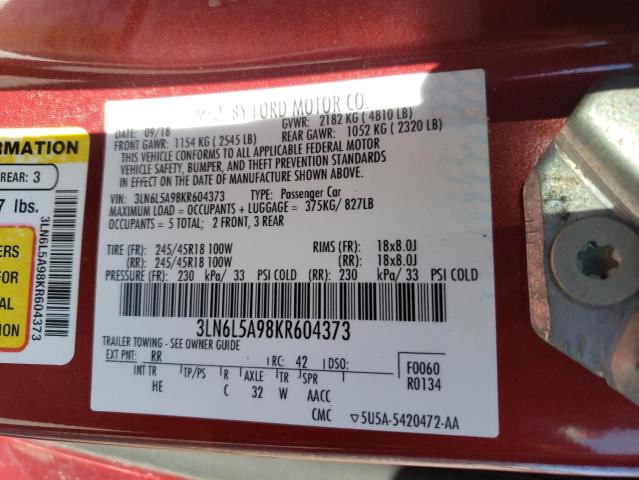 MFD. BY FORD MOTOR CO.
DATE: 09/18 GVWR: 2182 KG ( 4810 LB)
FRONT GAWR: 1154 KG ( 2545 LB) REAR GAWR: 1052 KG ( 2320 LB)
THIS VEHICLE CONFORMS TO ALL APPLICABLE FEDERAL MOTOR
VEHICLE SAFETY, BUMPER, AND THEFT PREVENTION STANDARDS
IN EFFECT ON THE DATE OF MANUFACTURE SHOWN ABOVE.
VIN: 3LN6L5A98KR604373 TYPE: Passenger Car
MAXIMUM LOAD = OCCUPANTS + LUGGAGE = 375KG/ 827LB
OCCUPANTS = 5 TOTAL; 2 FRONT, 3 REAR
TIRE (FR): 245/45R18 100W RIMS (FR): 18x8.0J
(RR): 245/45R18 100W (RR): 18x8.0J
PRESSURE (FR): 230 kPa/ 33 PSI COLD (RR): 230 kPa/ 33 PSI COLD
3LN6L5A98KR604373
TRAILER TOWING - SEE OWNER GUIDE
EXT PNT: RR RC: 42 DSO:
INT TR TP/PS R AXLE TR SPR
HE C 32 W AACC
F0060
R0134
CMC ▽5U5A-5420472-AA
RMATION
REAR: 3
7 lbs.
ERS
FOR
AL
ION
3LN6L5A98KR604373